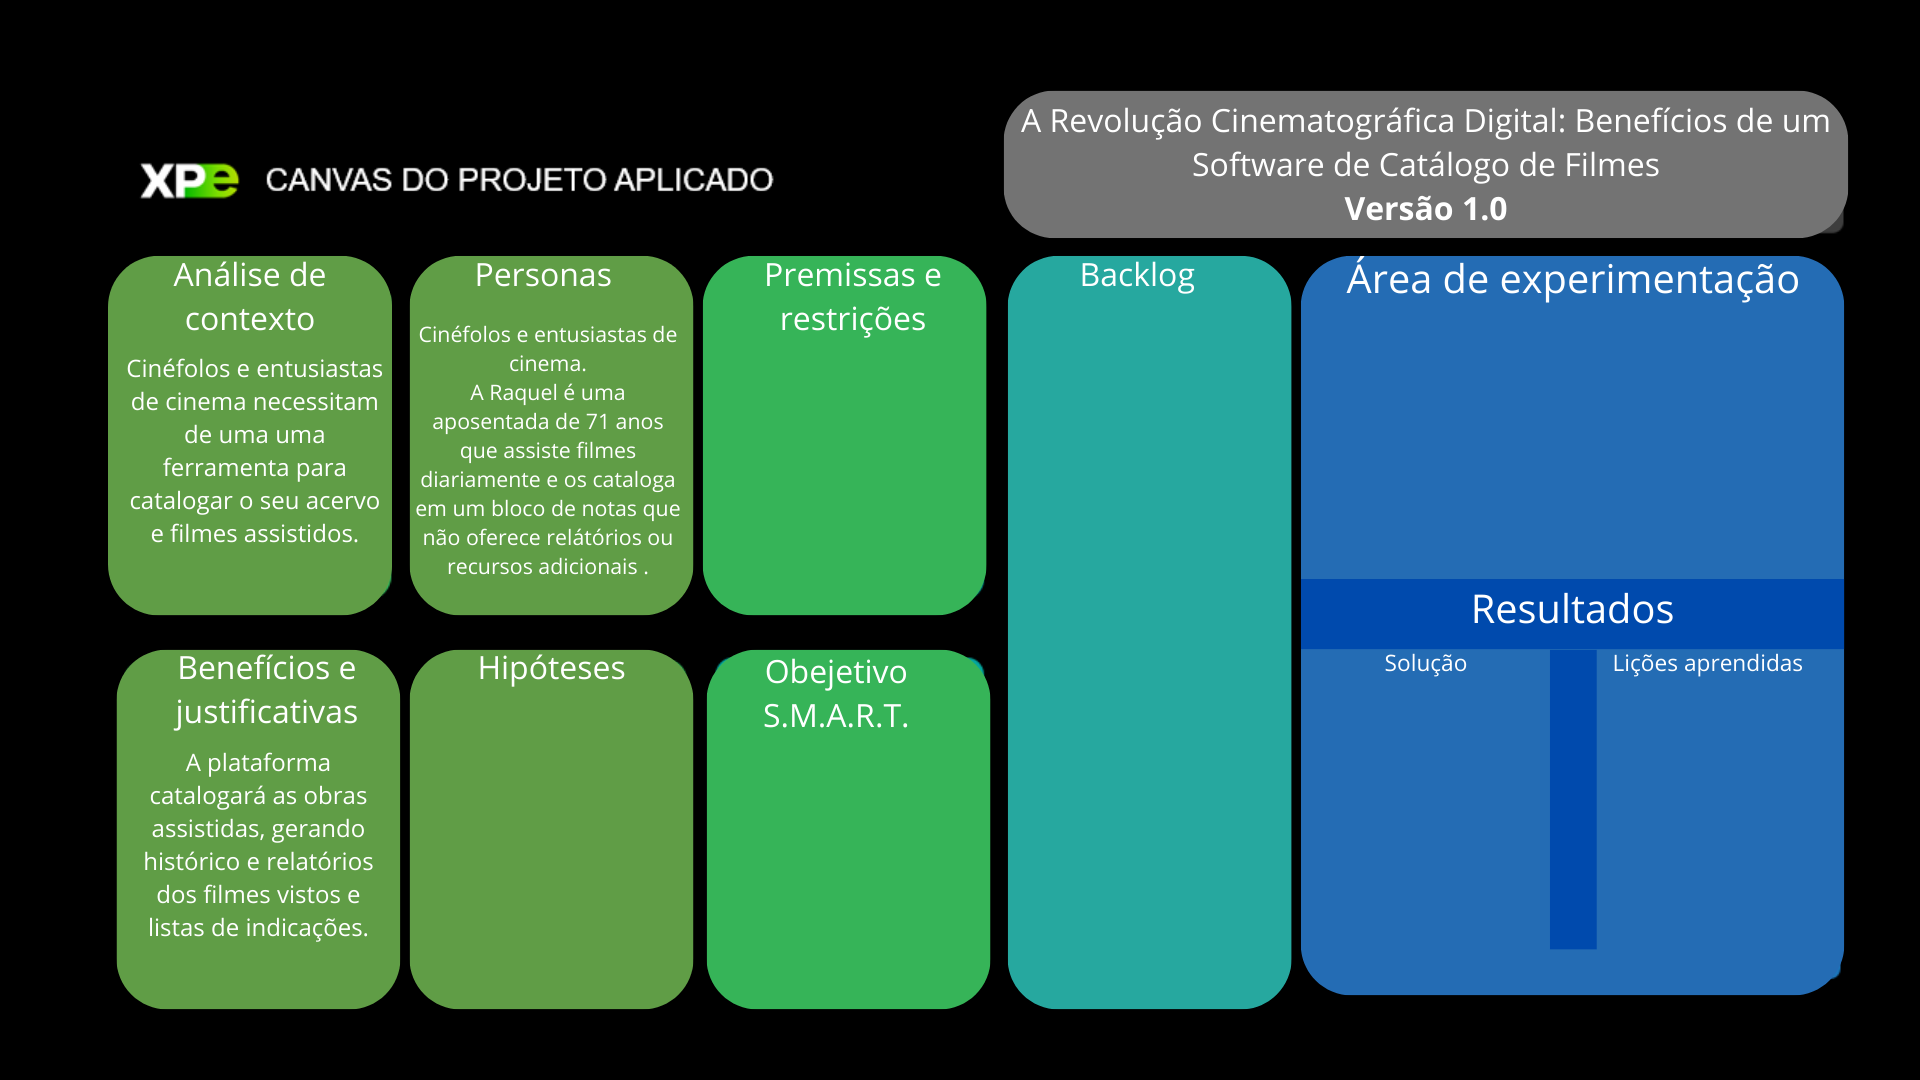 XPe CANVAS DO PROJETO APLICADO
A Revolução Cinematográfica Digital: Benefícios de um
Software de Catálogo de Filmes
Versão 1.0
Análise de
contexto
Cinéfolos e entusiastas
de cinema necessitam
de uma uma
ferramenta para
catalogar o seu acervo
e filmes assistidos.
Personas
Cinéfolos e entusiastas de
cinema.
A Raquel é uma
aposentada de 71 anos
que assiste filmes
diariamente e os cataloga
em um bloco de notas que
não oferece relátórios ou
recursos adicionais .
Premissas e
restrições
Benefícios e
justificativas
A plataforma
catalogará as obras
assistidas, gerando
histórico e relatórios
dos filmes vistos e
listas de indicações.
Hipóteses
Obejetivo
S.M.A.R.T.
Backlog
Área de experimentação
Resultados
Solução
Lições aprendidas